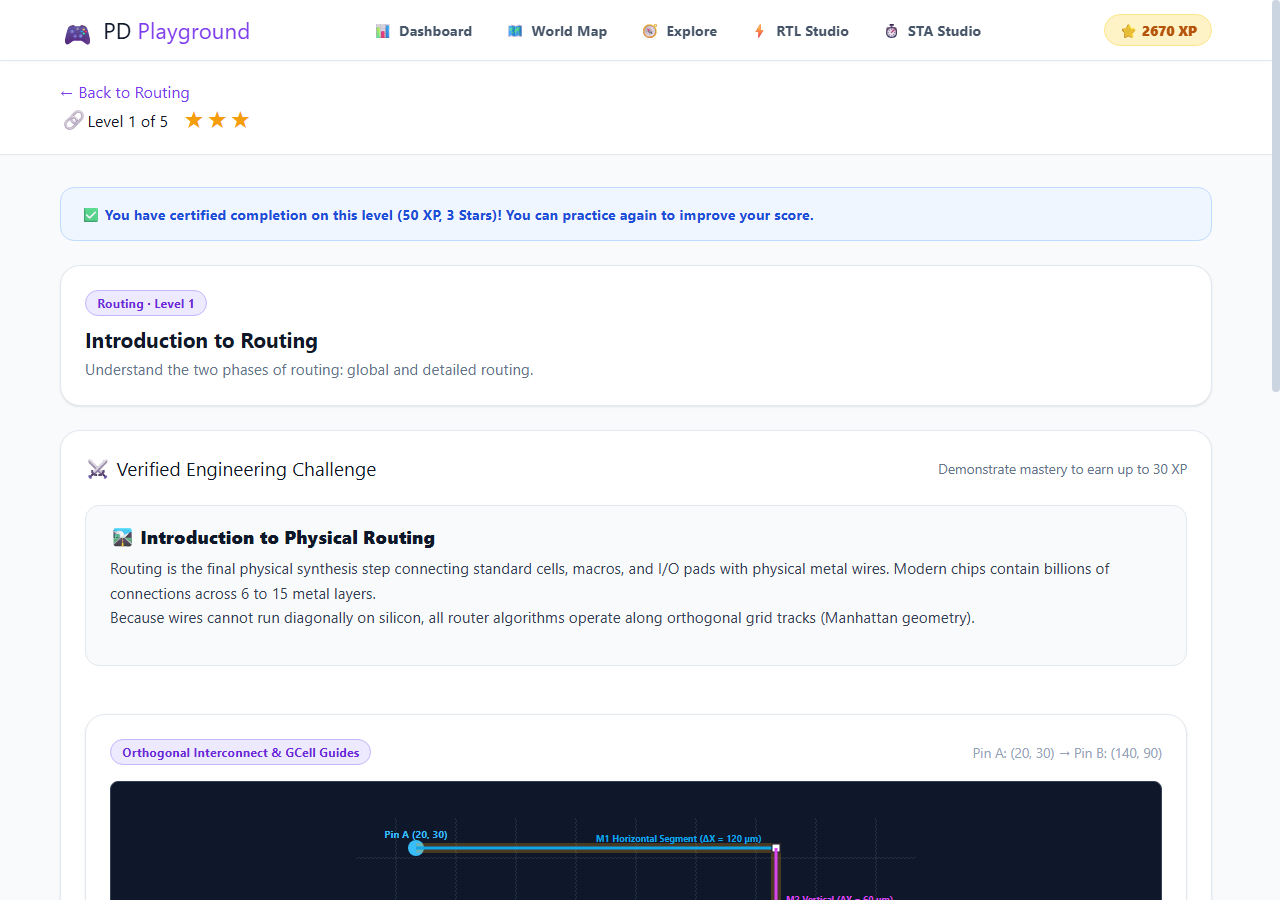 PD Playground
Dashboard
World Map
Explore
RTL Studio
STA Studio
2670 XP
← Back to Routing
Level 1 of 5
You have certified completion on this level (50 XP, 3 Stars)! You can practice again to improve your score.
Routing · Level 1
Introduction to Routing
Understand the two phases of routing: global and detailed routing.
Verified Engineering Challenge
Demonstrate mastery to earn up to 30 XP
Introduction to Physical Routing
Routing is the final physical synthesis step connecting standard cells, macros, and I/O pads with physical metal wires. Modern chips contain billions of
connections across 6 to 15 metal layers.
Because wires cannot run diagonally on silicon, all router algorithms operate along orthogonal grid tracks (Manhattan geometry).
Orthogonal Interconnect & GCell Guides
Pin A: (20, 30) → Pin B: (140, 90)
Pin A (20, 30)
M1 Horizontal Segment (ΔX = 120 μm)